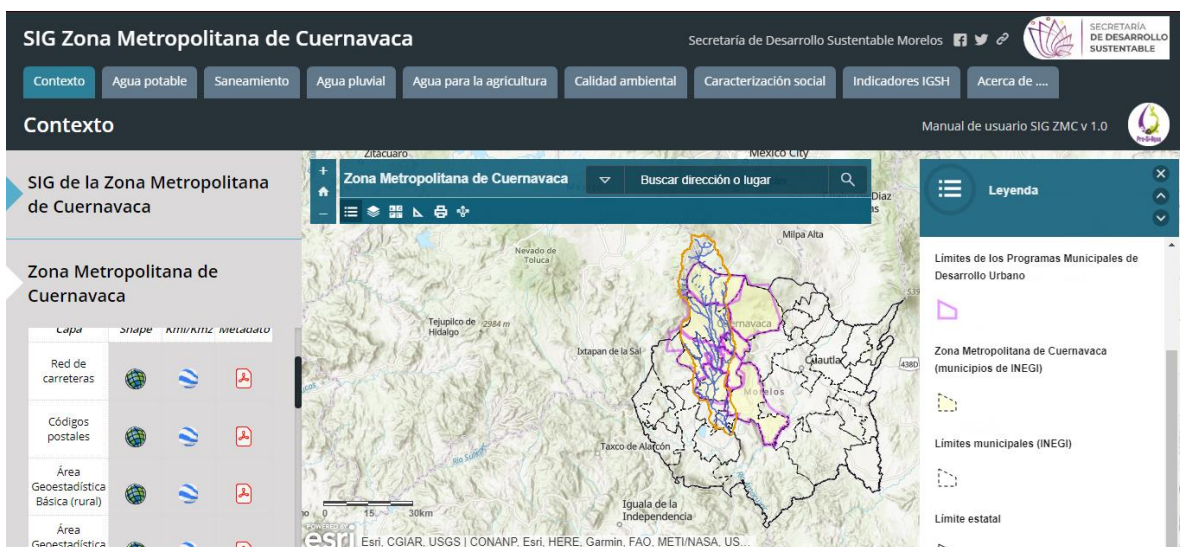 SIG Zona Metropolitana de Cuernavaca
Secretaría de Desarrollo Sustentable Morelos
SECRETARÍA
DE DESARROLLO
SUSTENTABLE
Contexto
Agua potable
Saneamiento
Agua pluvial
Agua para la agricultura
Calidad ambiental
Caracterización social
Indicadores IGSH
Acerca de ....
Contexto
Manual de usuario SIG ZMC v 1.0
SIG de la Zona Metropolitana
de Cuernavaca
Zona Metropolitana de
Cuernavaca
Capa Shape Kml/Kmz Metadato
Red de
carreteras
Códigos
postales
Área
Geoestadística
Básica (rural)
Área
Geoestadística
Zitácuaro
Mexico City
+
Zona Metropolitana de Cuernavaca
Buscar dirección o lugar
–
Diaz
Milpa Alta
Nevado de
Toluca
Tejupilco de
Hidalgo
2984 m
Ixtapan de la Sal
Cuernavaca
Cuautla
438D
Morelos
Taxco de Alarcón
Iguala de la
Independencia
0 15 30km
POWERED BY
esri
Esri, CGIAR, USGS | CONANP, Esri, HERE, Garmin, FAO, METI/NASA, US...
Leyenda
Límites de los Programas Municipales de
Desarrollo Urbano
Zona Metropolitana de Cuernavaca
(municipios de INEGI)
Límites municipales (INEGI)
Límite estatal